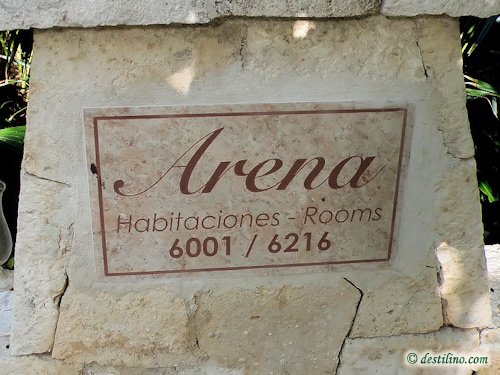 Arena
Habitaciones - Rooms
6001 / 6216
© destilino.com